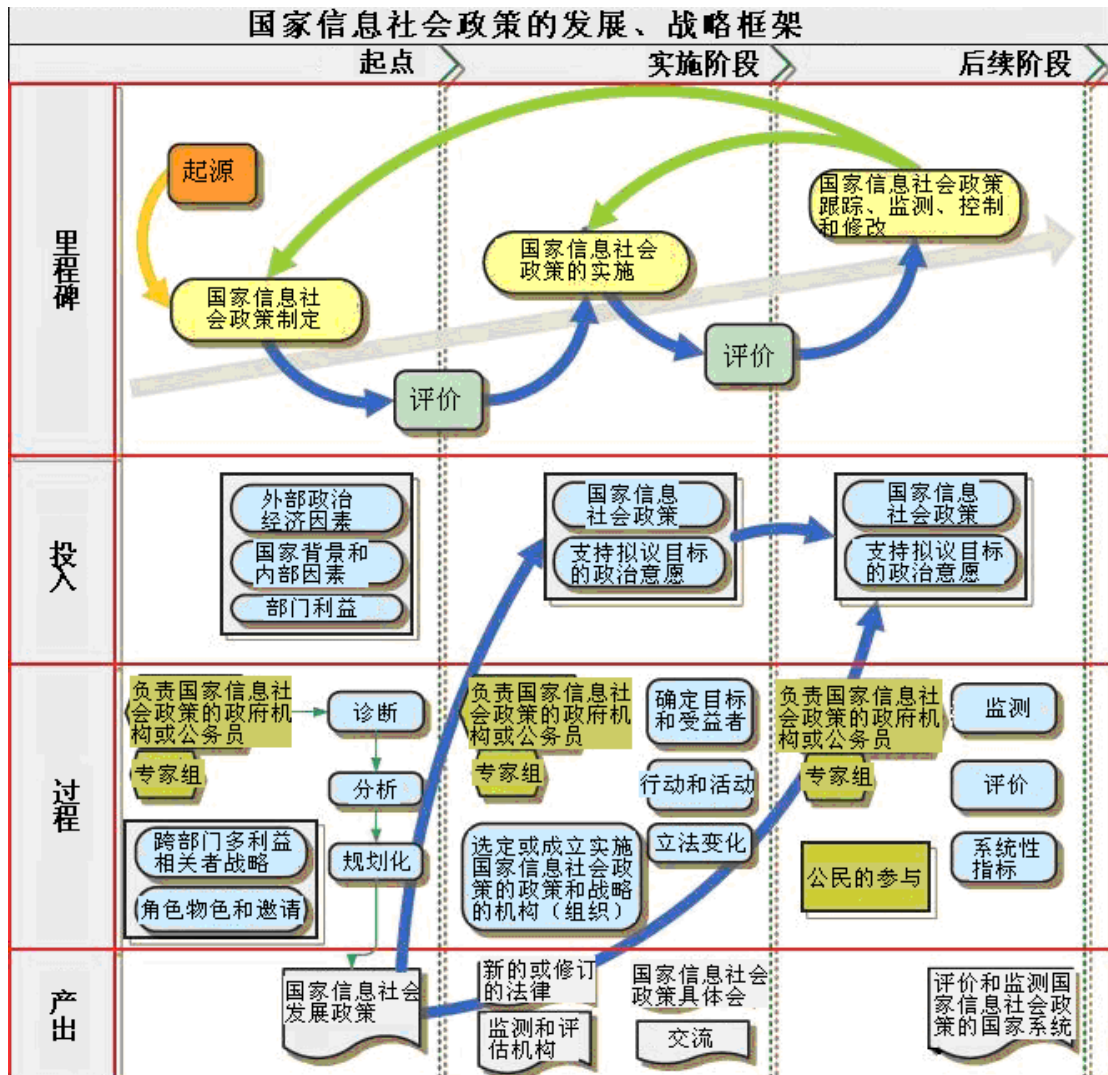 国家信息社会政策的发展、战略框架
起点
实施阶段
后续阶段
里程碑
起源
国家信息社
会政策制定
评价
国家信息社会
政策的实施
评价
国家信息社会政策
跟踪、监测、控制
和修改
投入
外部政治
经济因素
国家背景和
内部因素
部门利益
国家信息
社会政策
支持拟议目标
的政治意愿
国家信息
社会政策
支持拟议目标
的政治意愿
过程
负责国家信息社
会政策的政府机
构或公务员
专家组
跨部门多利益
相关者战略
角色物色和邀请
诊断
分析
规划化
负责国家信息社
会政策的政府机
构或公务员
专家组
选定或成立实施
国家信息社会政
策的政策和战略
的机构（组织）
确定目标
和受益者
行动和活动
立法变化
负责国家信息社
会政策的政府机
构或公务员
专家组
公民的参与
监测
评价
系统性
指标
产出
国家信息社会
发展政策
新的或修订
的法律
监测和评
估机构
国家信息社会
政策具体会
交流
评价和监测国
家信息社会政
策的国家系统